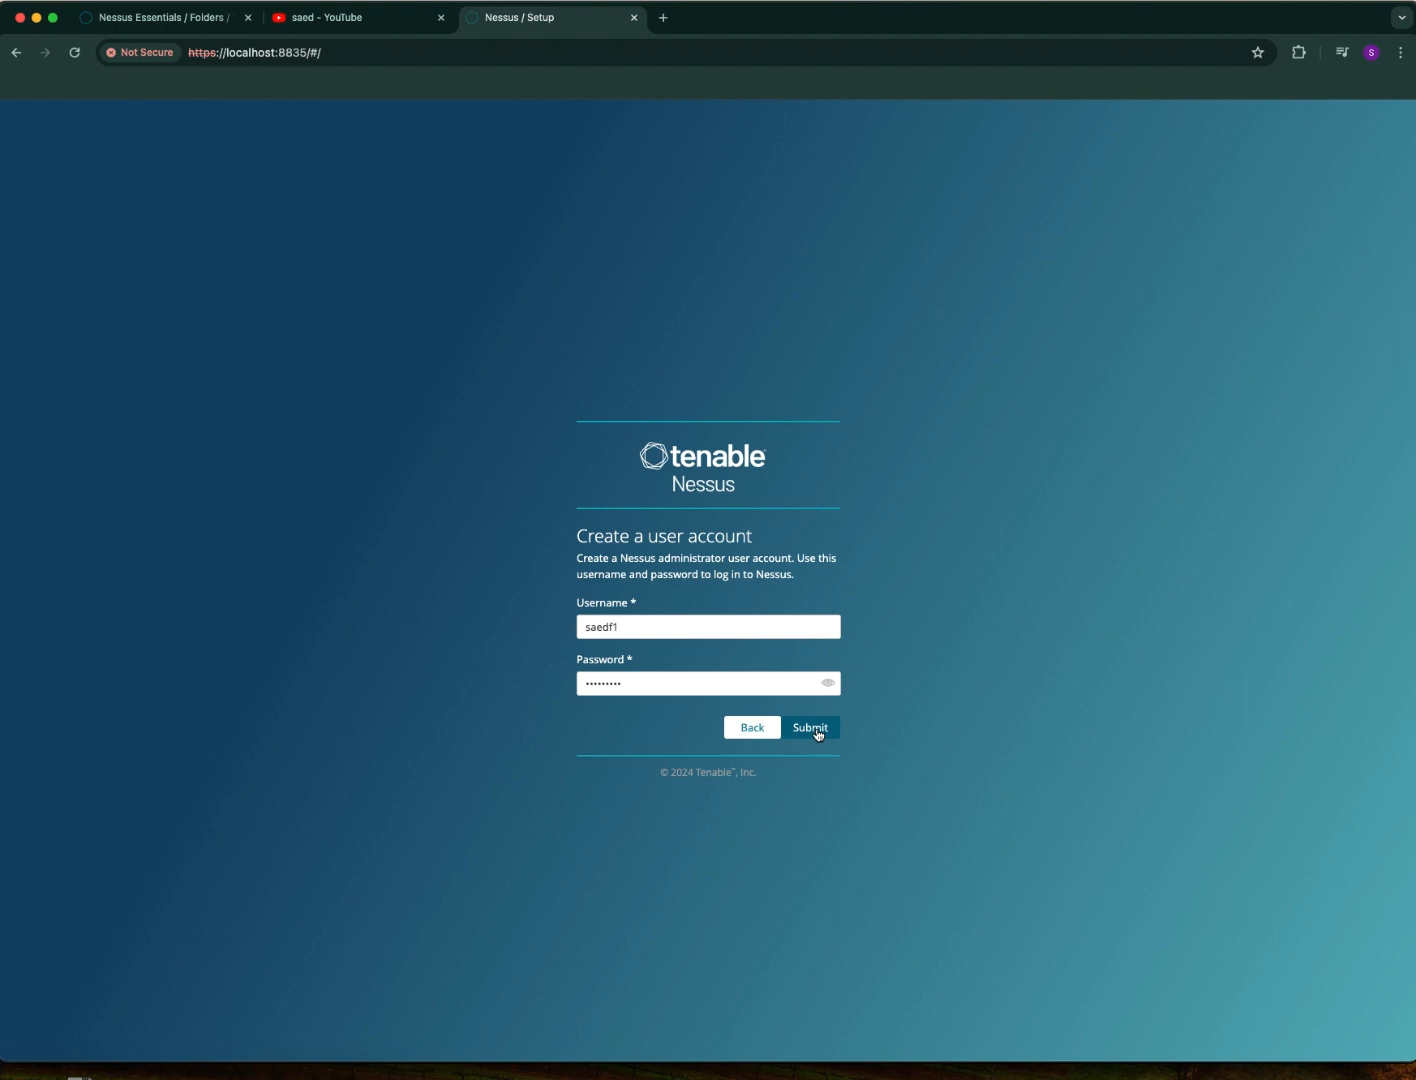 Nessus Essentials / Folders /
saed - YouTube
Nessus / Setup
Not Secure https://localhost:8835/#/
S
tenable
Nessus
Create a user account
Create a Nessus administrator user account. Use this
username and password to log in to Nessus.
Username *
saedf1
Password *
•••••••••
Back Submit
© 2024 Tenable™, Inc.